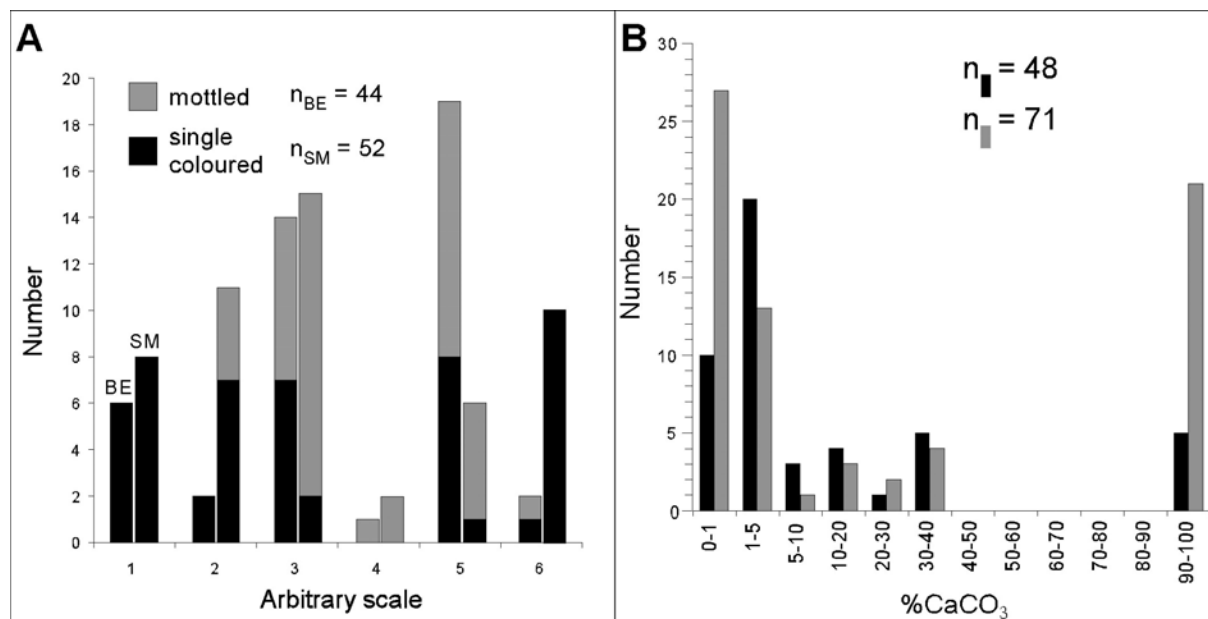 A
Number
20
18
16
14
12
10
8
6
4
2
0
mottled
single
coloured
n_BE = 44
n_SM = 52
BE
SM
1 2 3 4 5 6
Arbitrary scale
B
Number
30
25
20
15
10
5
0
n = 48
n = 71
0-1
1-5
5-10
10-20
20-30
30-40
40-50
50-60
60-70
70-80
80-90
90-100
%CaCO₃